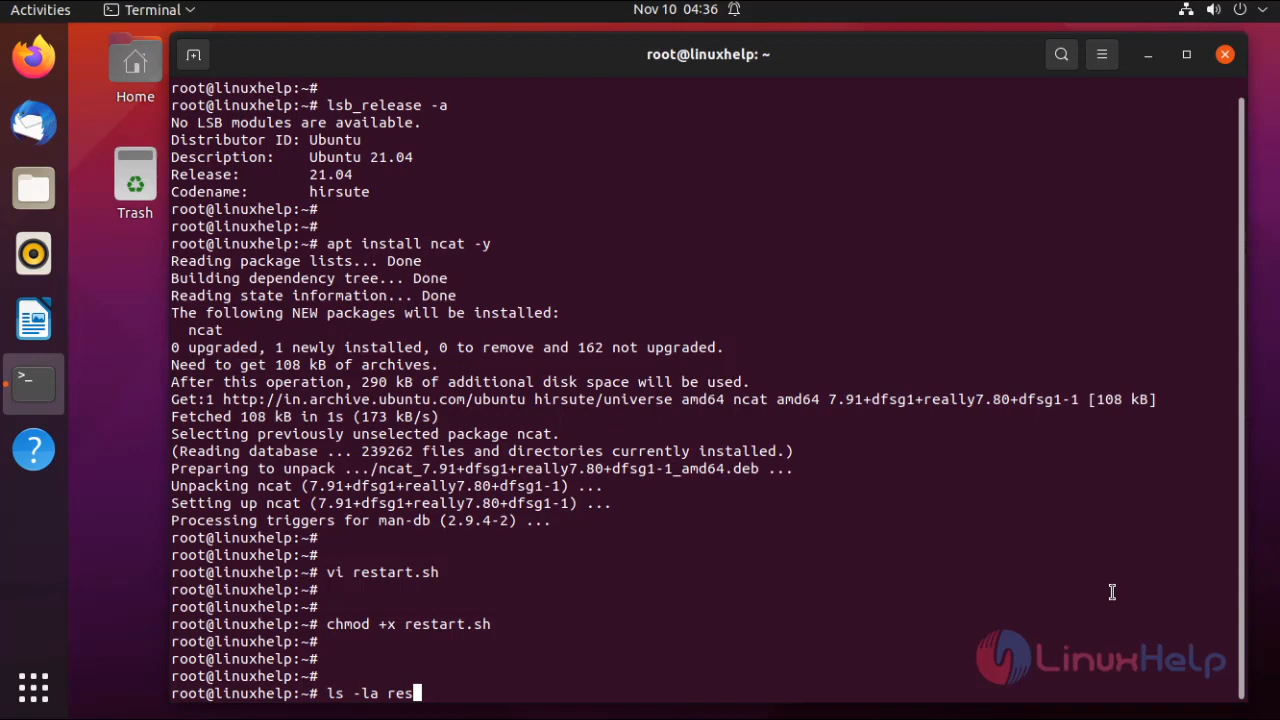 Activities Terminal Nov 10 04:36
root@linuxhelp: ~
Home
Trash
root@linuxhelp:~#
root@linuxhelp:~# lsb_release -a
No LSB modules are available.
Distributor ID: Ubuntu
Description:    Ubuntu 21.04
Release:        21.04
Codename:       hirsute
root@linuxhelp:~#
root@linuxhelp:~#
root@linuxhelp:~# apt install ncat -y
Reading package lists... Done
Building dependency tree... Done
Reading state information... Done
The following NEW packages will be installed:
  ncat
0 upgraded, 1 newly installed, 0 to remove and 162 not upgraded.
Need to get 108 kB of archives.
After this operation, 290 kB of additional disk space will be used.
Get:1 http://in.archive.ubuntu.com/ubuntu hirsute/universe amd64 ncat amd64 7.91+dfsg1+really7.80+dfsg1-1 [108 kB]
Fetched 108 kB in 1s (173 kB/s)
Selecting previously unselected package ncat.
(Reading database ... 239262 files and directories currently installed.)
Preparing to unpack .../ncat_7.91+dfsg1+really7.80+dfsg1-1_amd64.deb ...
Unpacking ncat (7.91+dfsg1+really7.80+dfsg1-1) ...
Setting up ncat (7.91+dfsg1+really7.80+dfsg1-1) ...
Processing triggers for man-db (2.9.4-2) ...
root@linuxhelp:~#
root@linuxhelp:~#
root@linuxhelp:~# vi restart.sh
root@linuxhelp:~#
root@linuxhelp:~#
root@linuxhelp:~# chmod +x restart.sh
root@linuxhelp:~#
root@linuxhelp:~#
root@linuxhelp:~#
root@linuxhelp:~# ls -la res
LinuxHelp